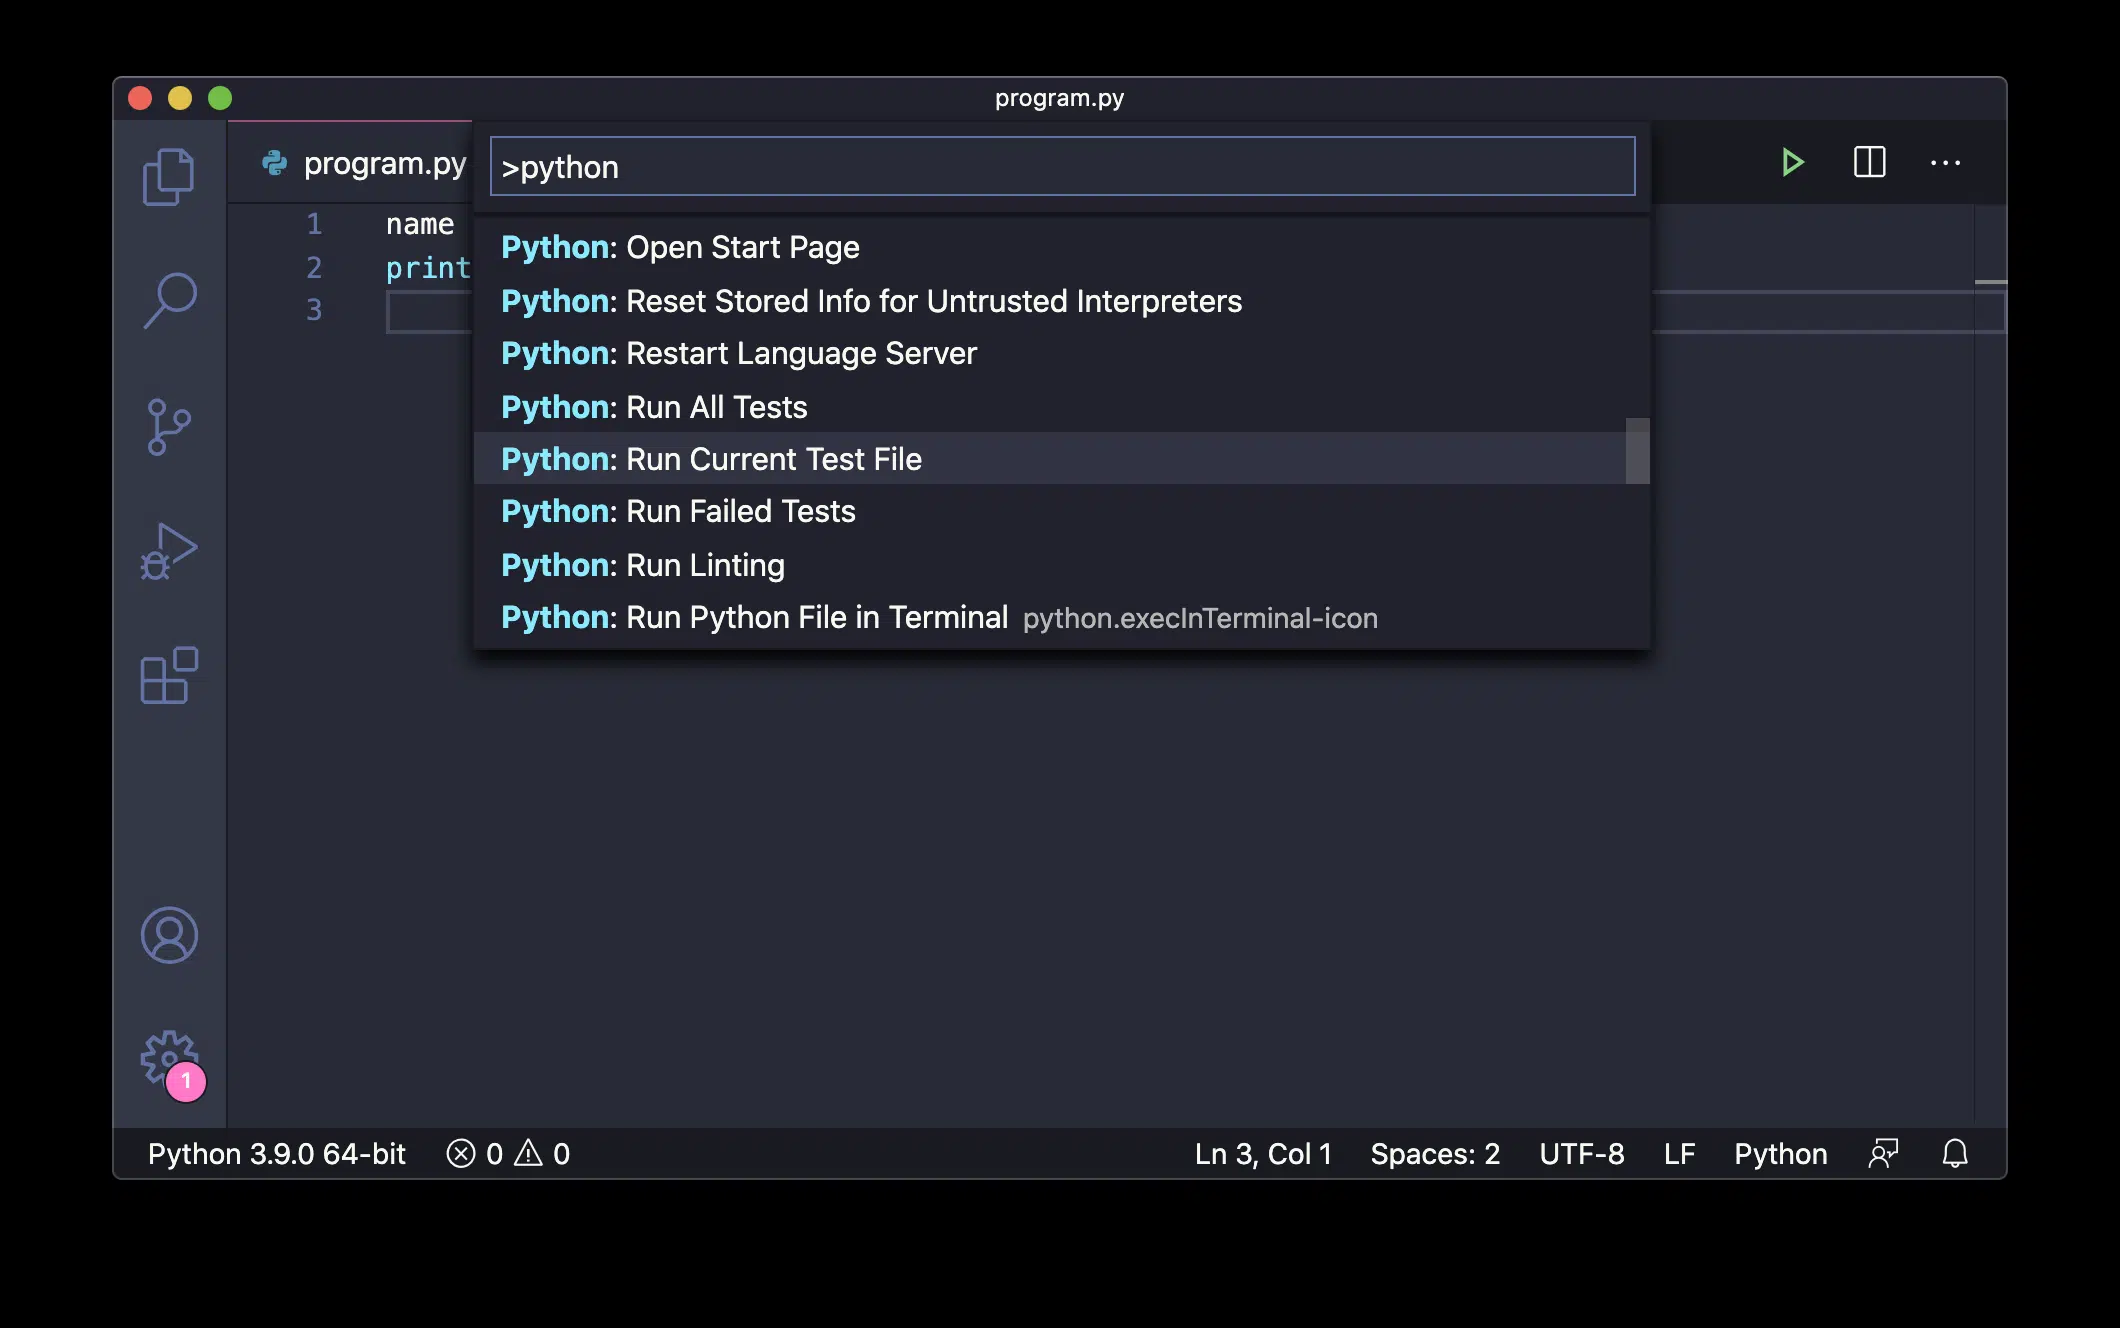 program.py
program.py
>python
1 name
2 print
3
Python: Open Start Page
Python: Reset Stored Info for Untrusted Interpreters
Python: Restart Language Server
Python: Run All Tests
Python: Run Current Test File
Python: Run Failed Tests
Python: Run Linting
Python: Run Python File in Terminal python.execInTerminal-icon
1
Python 3.9.0 64-bit 0 0 Ln 3, Col 1 Spaces: 2 UTF-8 LF Python